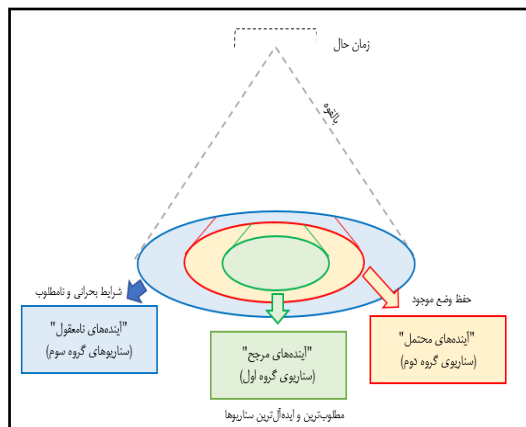 زمان حال
بالقوه
شرایط بحرانی و نامطلوب
"آینده‌های نامعقول"
(سناریوهای گروه سوم)
حفظ وضع موجود
"آینده‌های محتمل"
(سناریوی گروه دوم)
"آینده‌های مرجح"
(سناریوی گروه اول)
مطلوب‌ترین و ایده‌آل‌ترین سناریوها